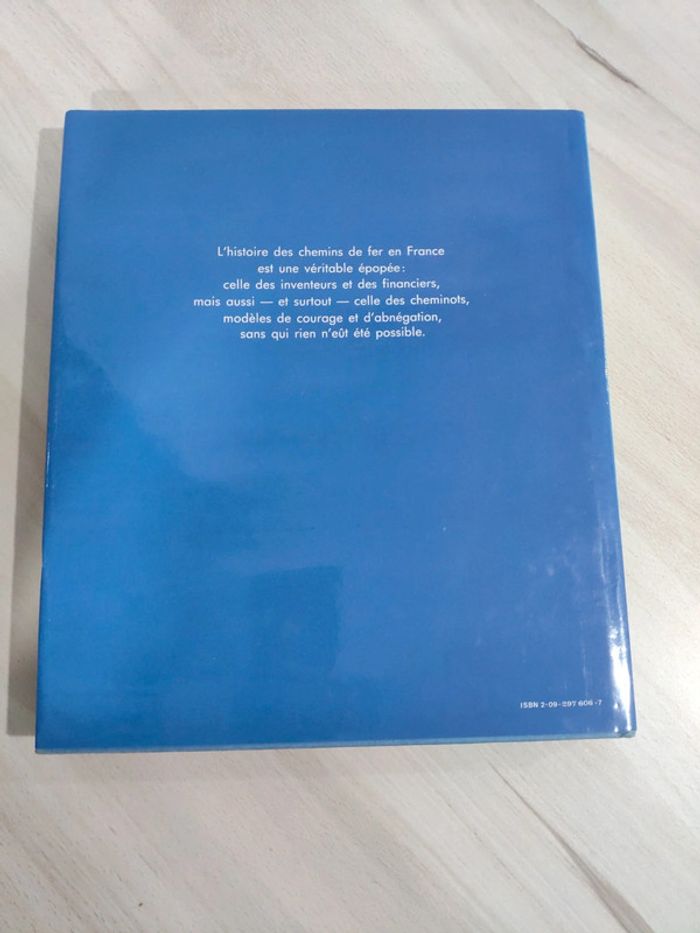 L'histoire des chemins de fer en France
est une véritable épopée :
celle des inventeurs et des financiers,
mais aussi — et surtout — celle des cheminots,
modèles de courage et d'abnégation,
sans qui rien n'eût été possible.
ISBN 2-09-297 606-7